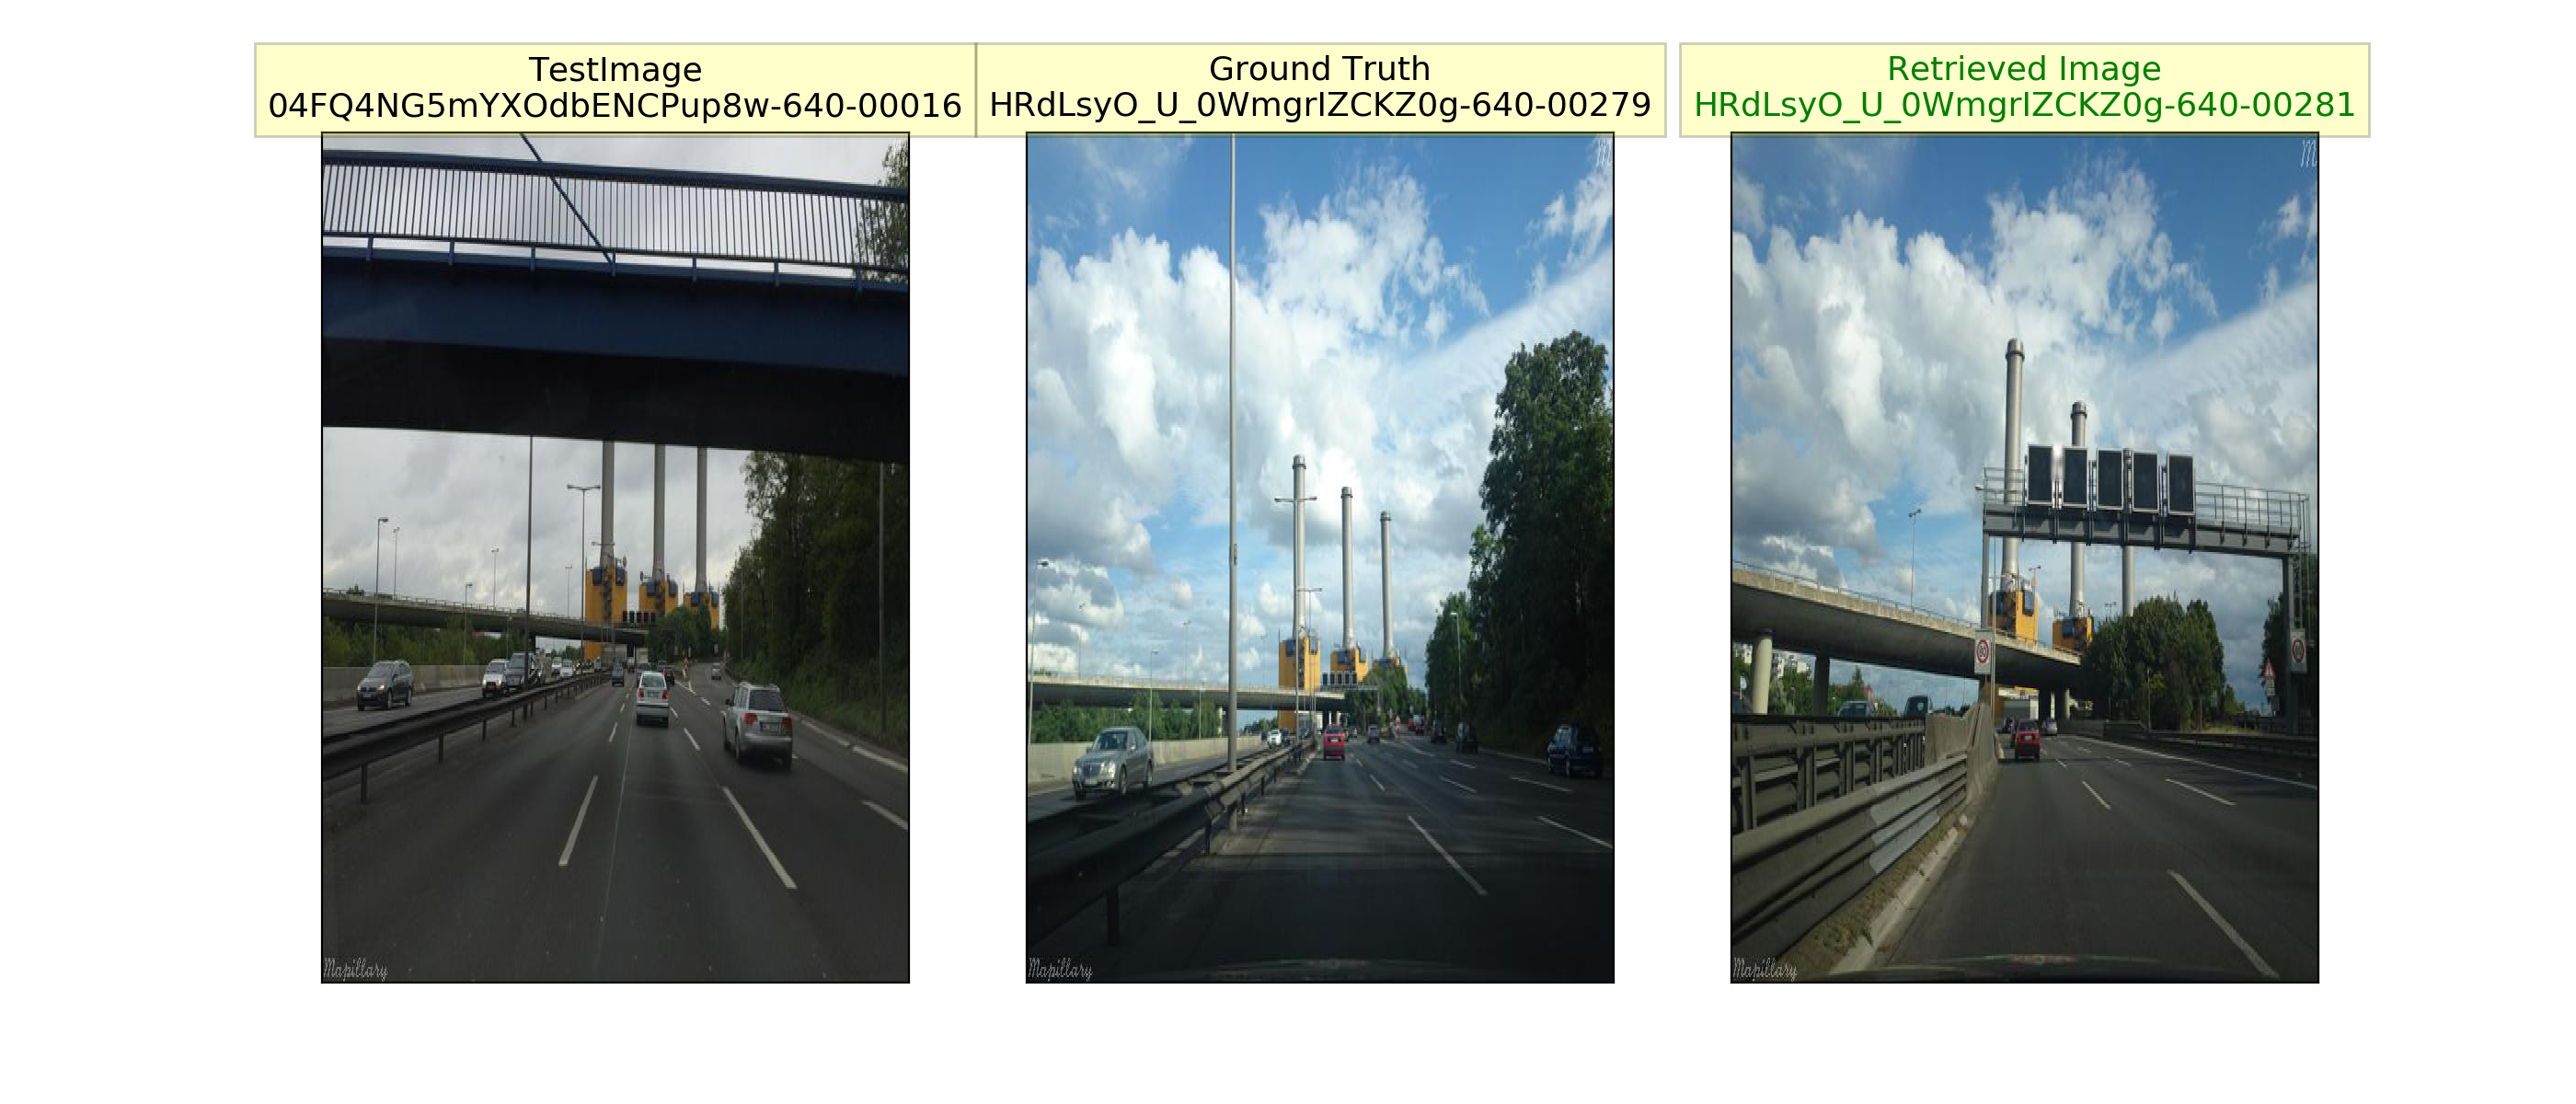 TestImage
04FQ4NG5mYXOdbENCPup8w-640-00016
Ground Truth
HRdLsyO_U_0WmgrIZCKZ0g-640-00279
Retrieved Image
HRdLsyO_U_0WmgrIZCKZ0g-640-00281
M
M
Mapillary
Mapillary
Mapillary